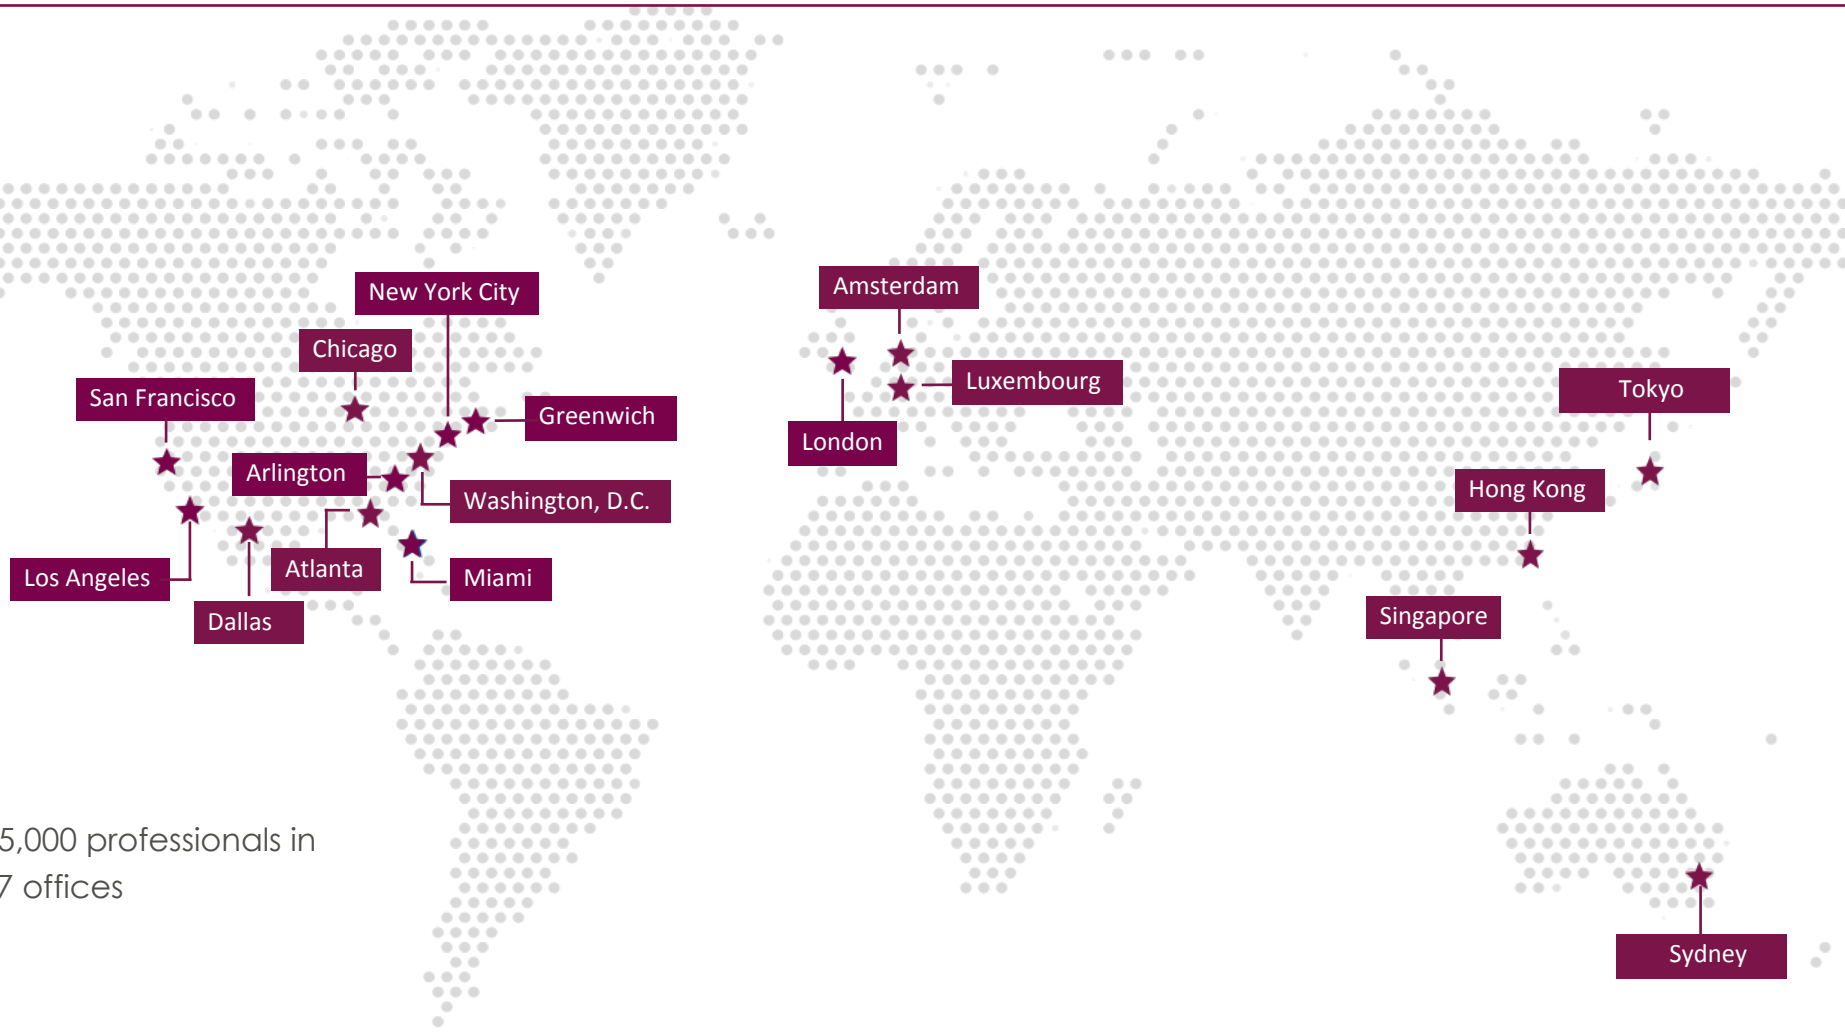 New York City
Amsterdam
Chicago
Luxembourg
Tokyo
San Francisco
Greenwich
London
Arlington
Hong Kong
Washington, D.C.
Los Angeles
Atlanta
Miami
Dallas
Singapore
5,000 professionals in
7 offices
Sydney